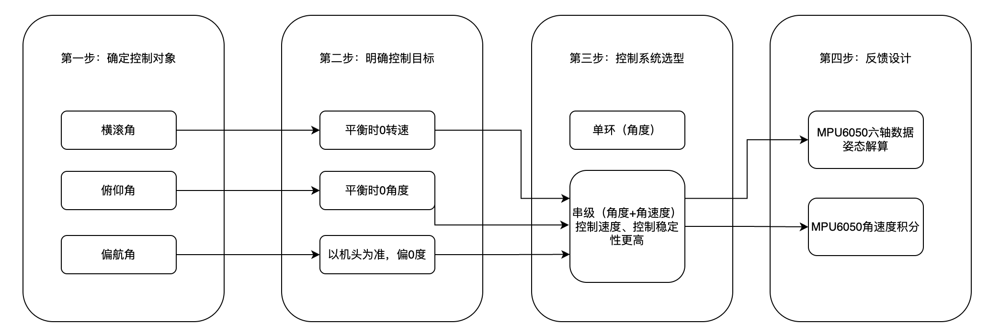 第一步：确定控制对象
横滚角
俯仰角
偏航角
第二步：明确控制目标
平衡时0转速
平衡时0角度
以机头为准，偏0度
第三步：控制系统选型
单环（角度）
串级（角度+角速度）
控制速度、控制稳定
性更高
第四步：反馈设计
MPU6050六轴数据
姿态解算
MPU6050角速度积分